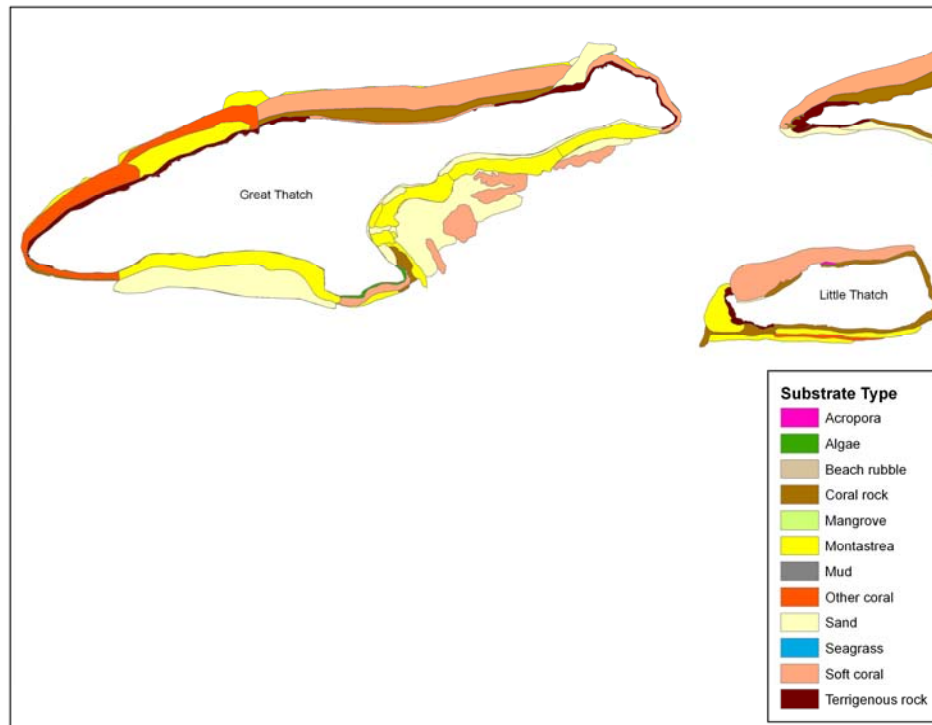 Great Thatch
Little Thatch
Substrate Type
Acropora
Algae
Beach rubble
Coral rock
Mangrove
Montastrea
Mud
Other coral
Sand
Seagrass
Soft coral
Terrigenous rock